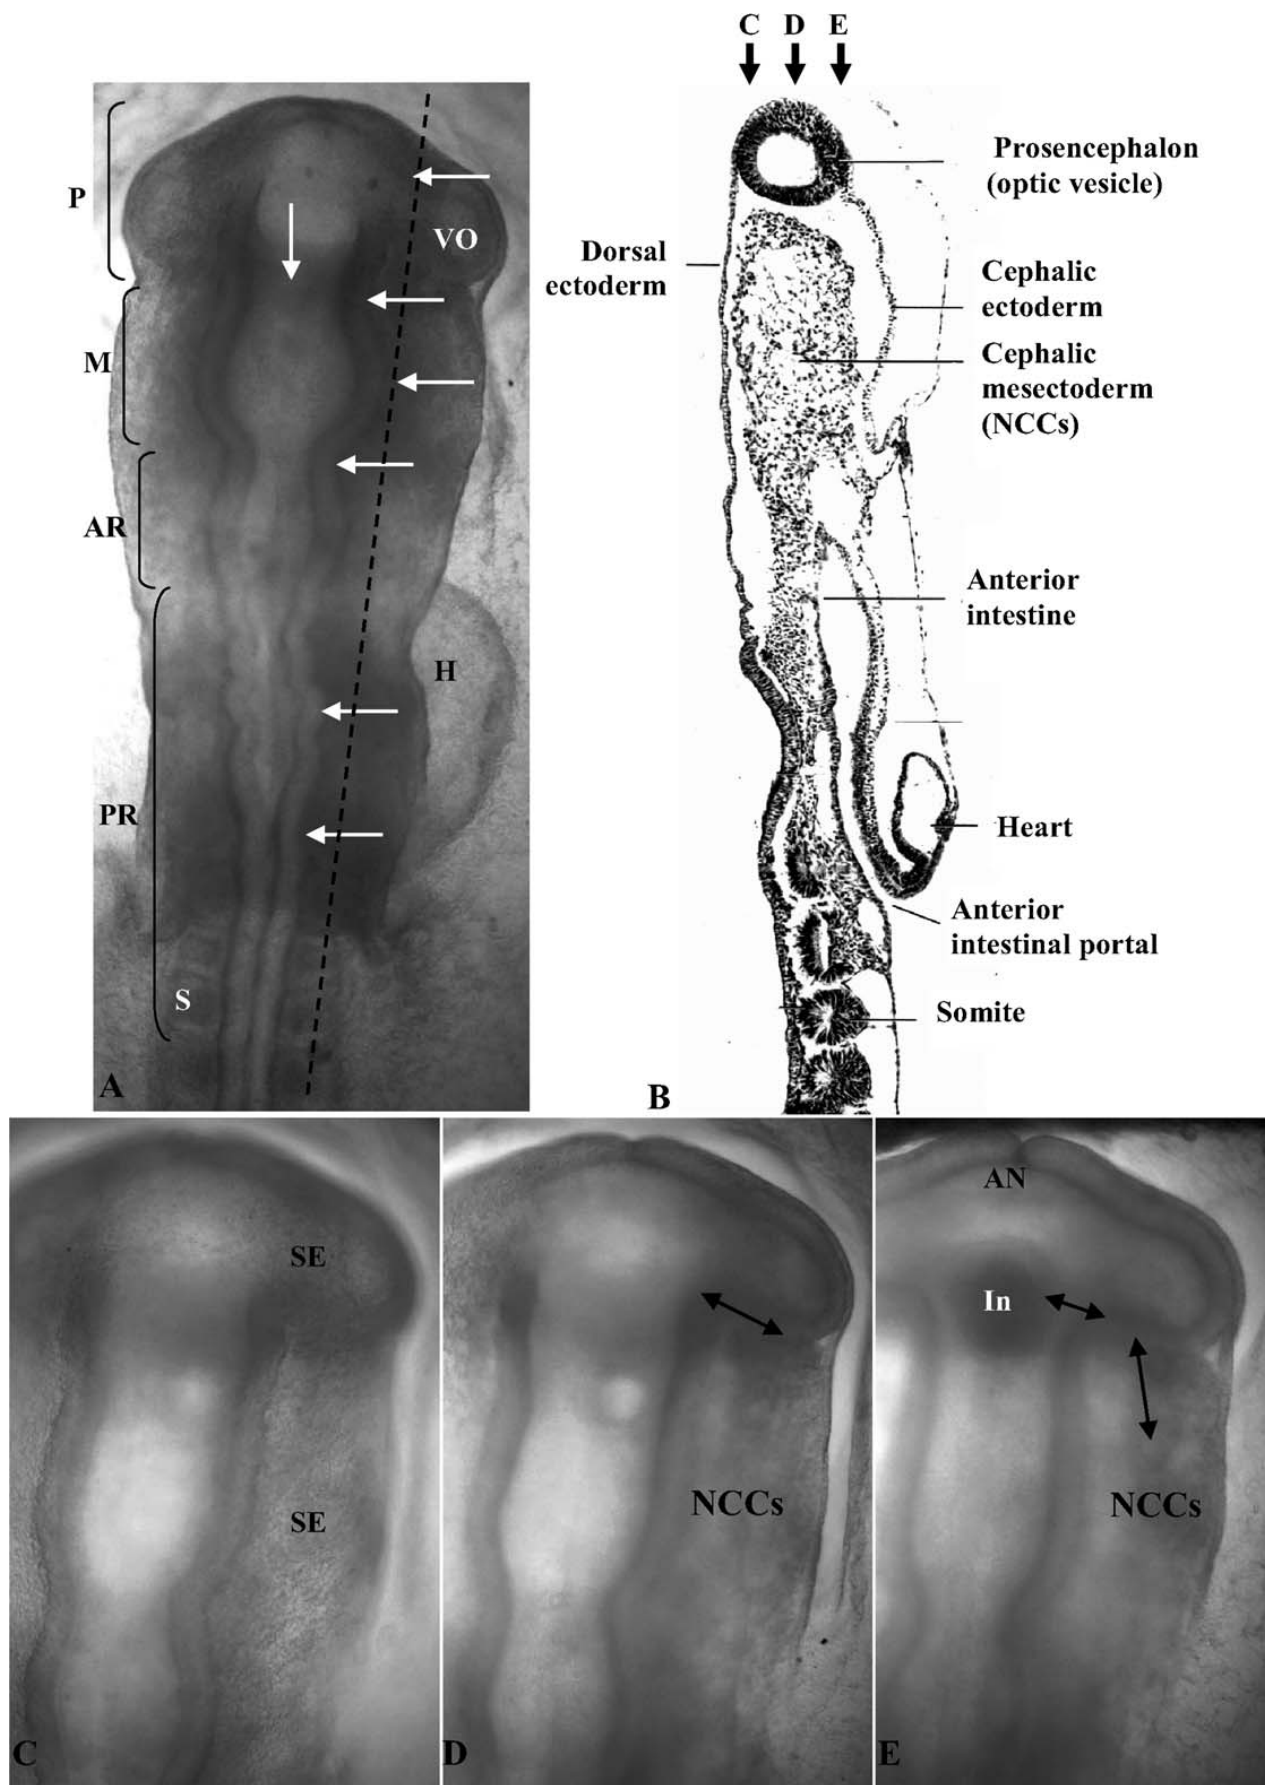 C D E
P
VO
M
AR
H
PR
S
A
Prosencephalon
(optic vesicle)
Dorsal
ectoderm
Cephalic
ectoderm
Cephalic
mesectoderm
(NCCs)
Anterior
intestine
Heart
Anterior
intestinal portal
Somite
B
SE
SE
C
NCCs
D
AN
In
NCCs
E